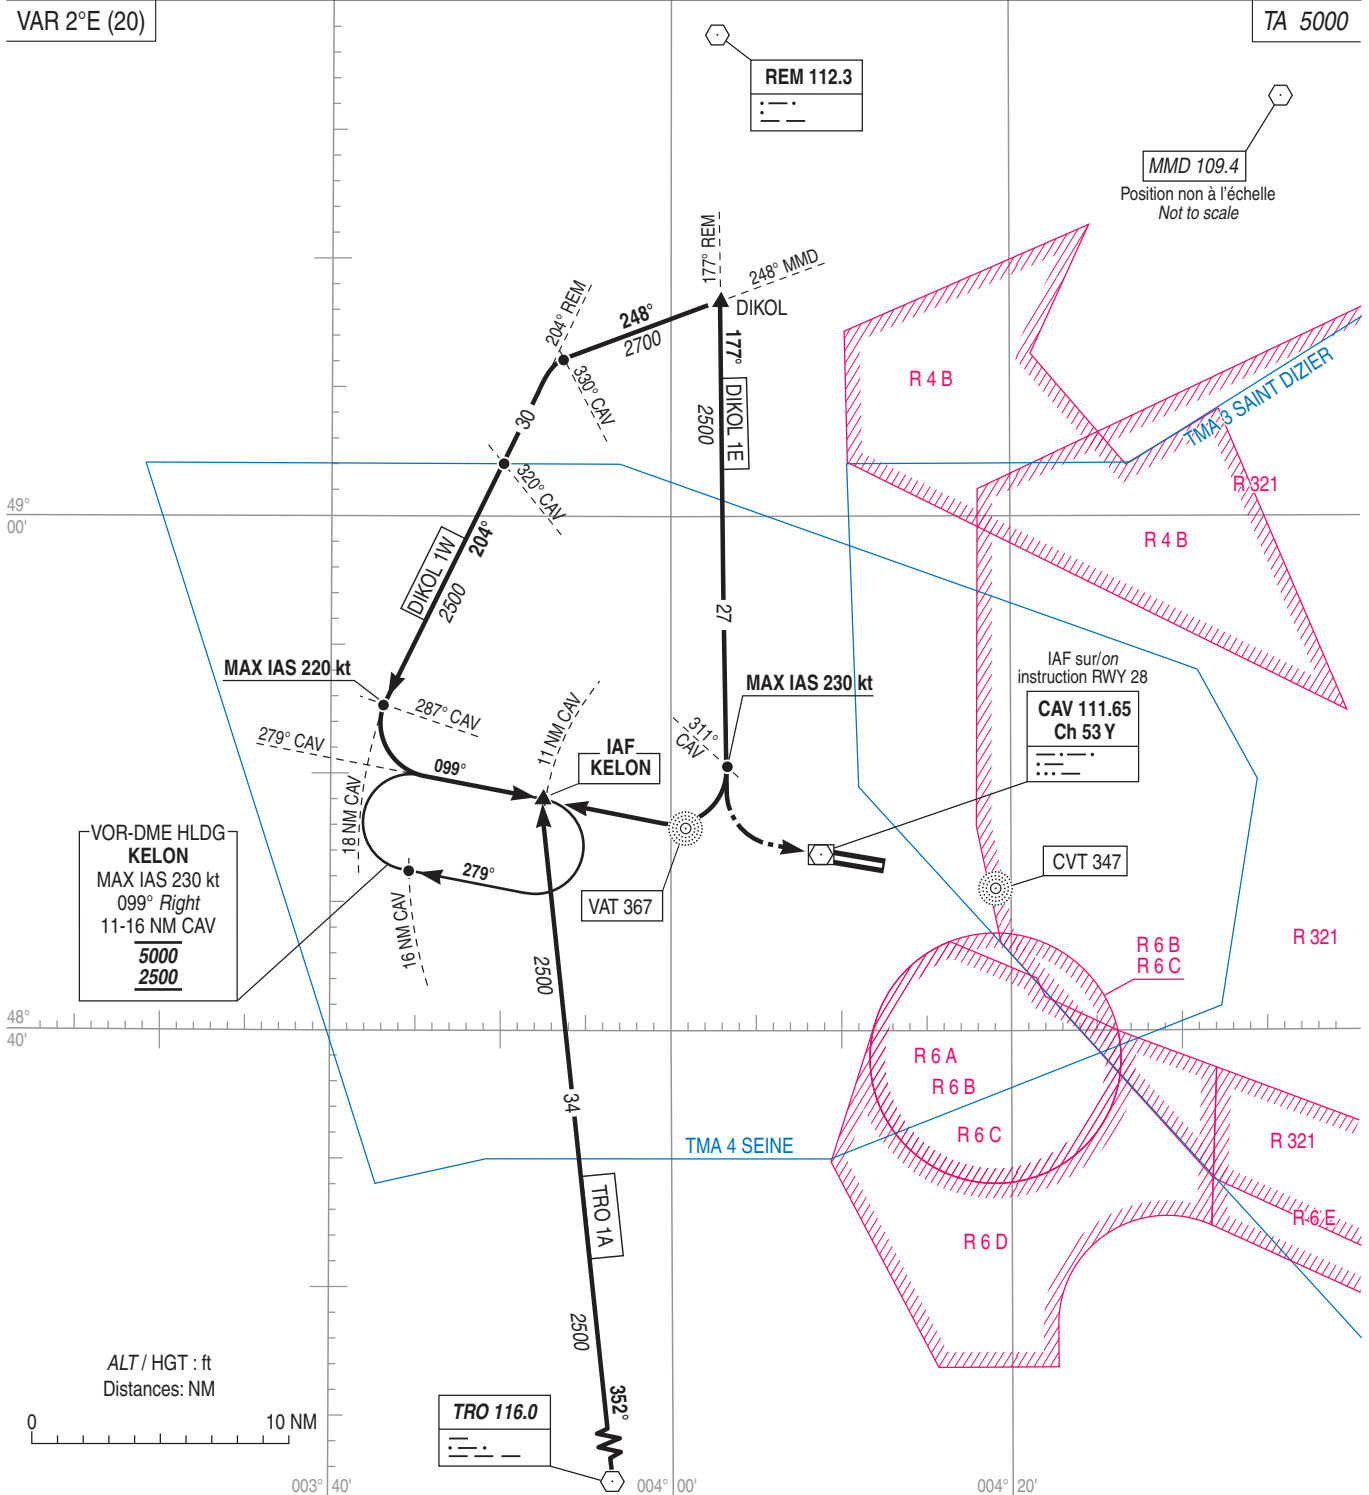 VAR 2°E (20)
TA 5000
REM 112.3
MMD 109.4
Position non à l'échelle
Not to scale
177° REM
248° MMD
DIKOL
204° REM
248°
2700
177°
330° CAV
30
DIKOL 1E
2500
R 4 B
TMA 3 SAINT DIZIER
320° CAV
R 321
49°
00'
204°
R 4 B
DIKOL 1W
2500
27
MAX IAS 220 kt
IAF sur/on
instruction RWY 28
MAX IAS 230 kt
CAV 111.65
Ch 53 Y
287° CAV
11 NM CAV
311°
CAV
279° CAV
IAF
KELON
099°
18 NM CAV
VOR-DME HLDG
KELON
MAX IAS 230 kt
099° Right
11-16 NM CAV
5000
2500
279°
CVT 347
VAT 367
16 NM CAV
R 6 B
R 6 C
R 321
2500
48°
40'
R 6 A
R 6 B
R 6 C
34
TMA 4 SEINE
R 321
TRO 1A
R 6 E
R 6 D
2500
ALT / HGT : ft
Distances: NM
0
10 NM
352°
TRO 116.0
003° 40'
004° 00'
004° 20'